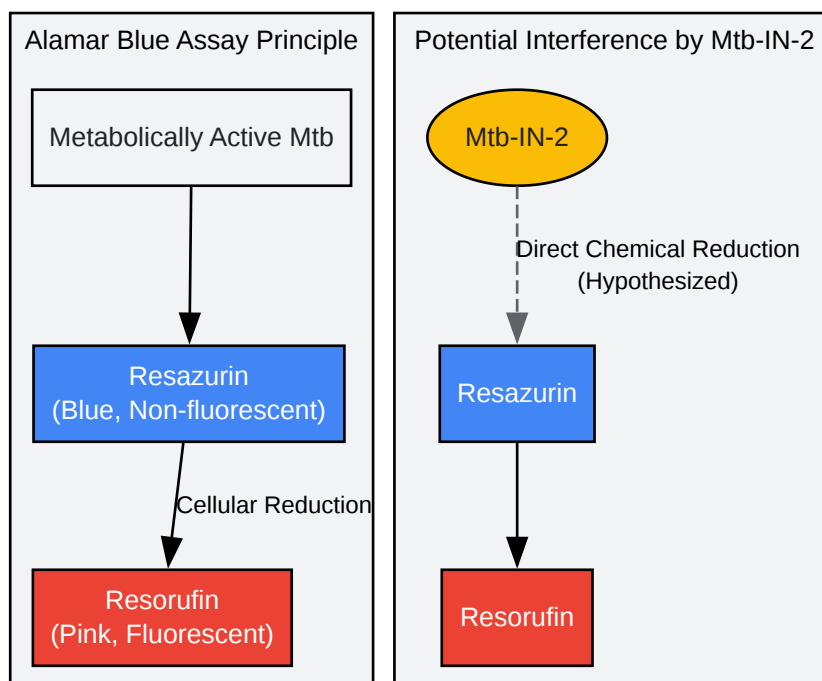 Alamar Blue Assay Principle
Metabolically Active Mtb
Resazurin
(Blue, Non-fluorescent)
Cellular Reduction
Resorufin
(Pink, Fluorescent)
Potential Interference by Mtb-IN-2
Mtb-IN-2
Direct Chemical Reduction
(Hypothesized)
Resazurin
Resorufin